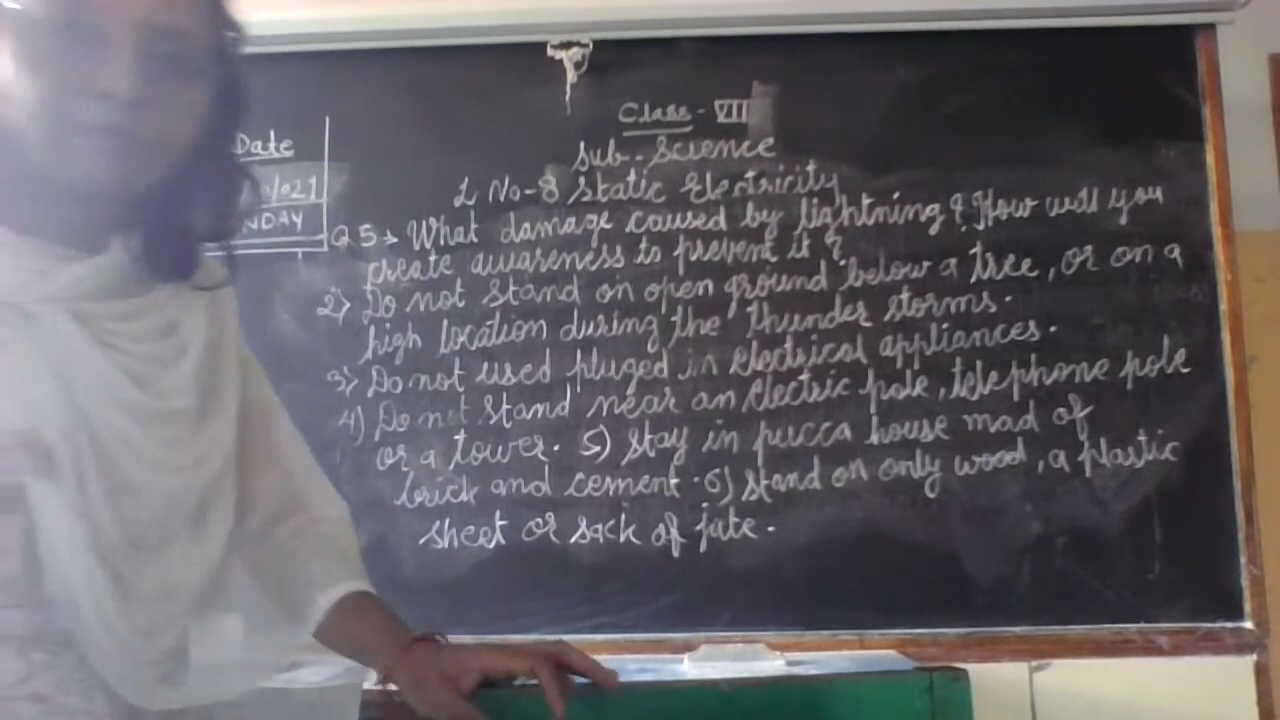 Date
/021
NDAY
Class - VII
Sub - Science
L No-8 Static Electricity
Q 5 → What damage caused by lightning? How will you
create awareness to prevent it?
2) Do not stand on open ground below a tree, or on a
high location during the thunder storms.
3) Do not used pluged in electrical appliances.
4) Do not stand near an electric pole, telephone pole
or a tower. 5) Stay in pucca house mad of
brick and cement. 6) Stand on only wood, a plastic
sheet or sack of jute.